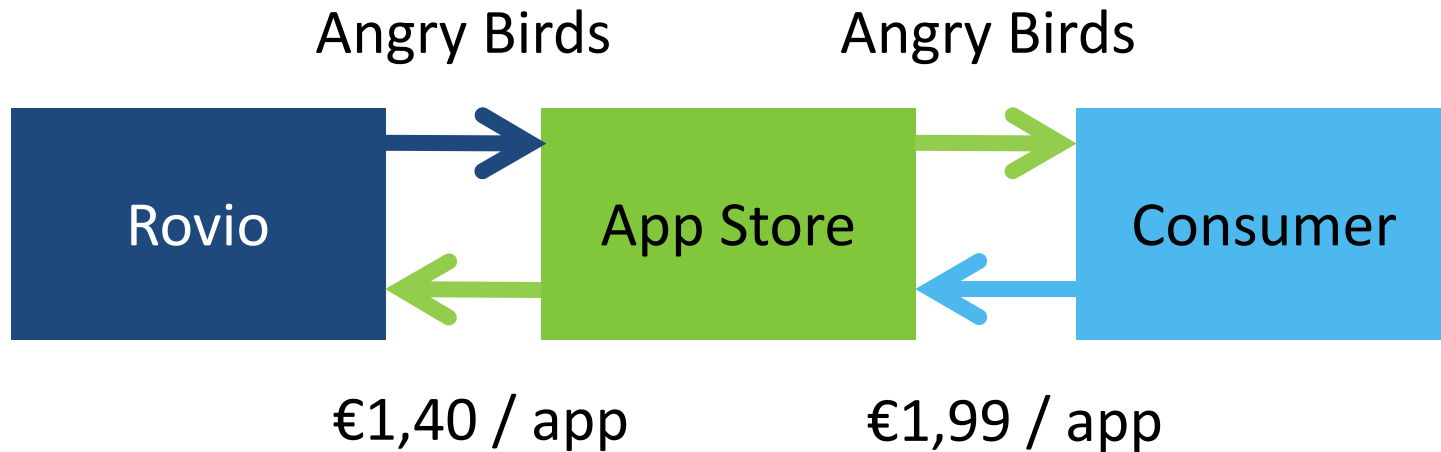 Angry Birds
Angry Birds
Rovio
App Store
Consumer
€1,40 / app
€1,99 / app